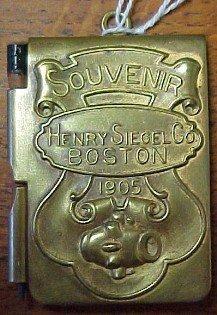 SOUVENIR
HENRY SIEGEL CO
BOSTON
1905